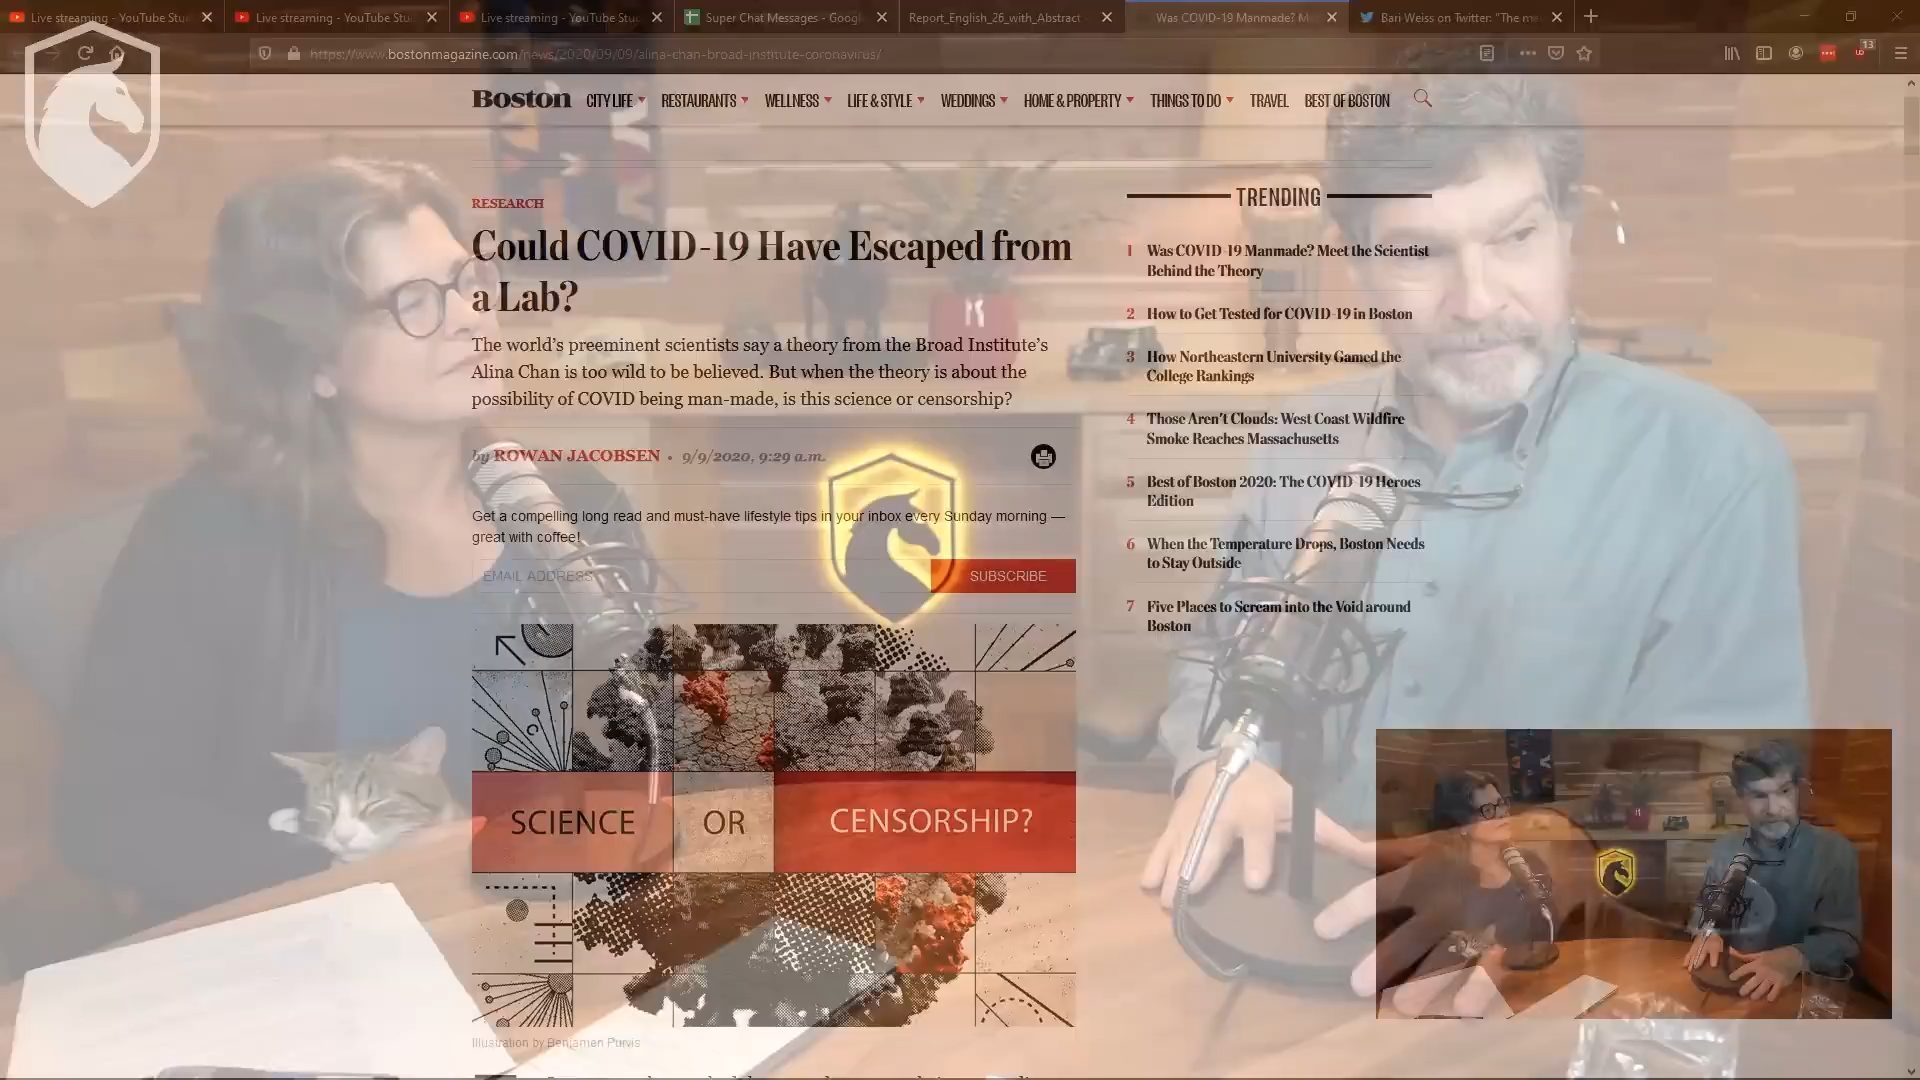 Live streaming - YouTube Stu
Live streaming - YouTube Stu
Live streaming - YouTube Stu
Super Chat Messages - Googl
Report_English_26_with_Abstract
Was COVID-19 Manmade? M
Bari Weiss on Twitter: "The m
https://www.bostonmagazine.com/news/2020/09/09/alina-chan-broad-institute-coronavirus/
13
Boston
CITY LIFE
RESTAURANTS
WELLNESS
LIFE & STYLE
WEDDINGS
HOME & PROPERTY
THINGS TO DO
TRAVEL
BEST OF BOSTON
RESEARCH
Could COVID-19 Have Escaped from
a Lab?
The world's preeminent scientists say a theory from the Broad Institute's
Alina Chan is too wild to be believed. But when the theory is about the
possibility of COVID being man-made, is this science or censorship?
by ROWAN JACOBSEN • 9/9/2020, 9:29 a.m.
Get a compelling long read and must-have lifestyle tips in your inbox every Sunday morning —
great with coffee!
EMAIL ADDRESS
SUBSCRIBE
SCIENCE OR CENSORSHIP?
Illustration by Benjamen Purvis
TRENDING
1 Was COVID-19 Manmade? Meet the Scientist
Behind the Theory
2 How to Get Tested for COVID-19 in Boston
3 How Northeastern University Gamed the
College Rankings
4 Those Aren't Clouds: West Coast Wildfire
Smoke Reaches Massachusetts
5 Best of Boston 2020: The COVID-19 Heroes
Edition
6 When the Temperature Drops, Boston Needs
to Stay Outside
7 Five Places to Scream into the Void around
Boston